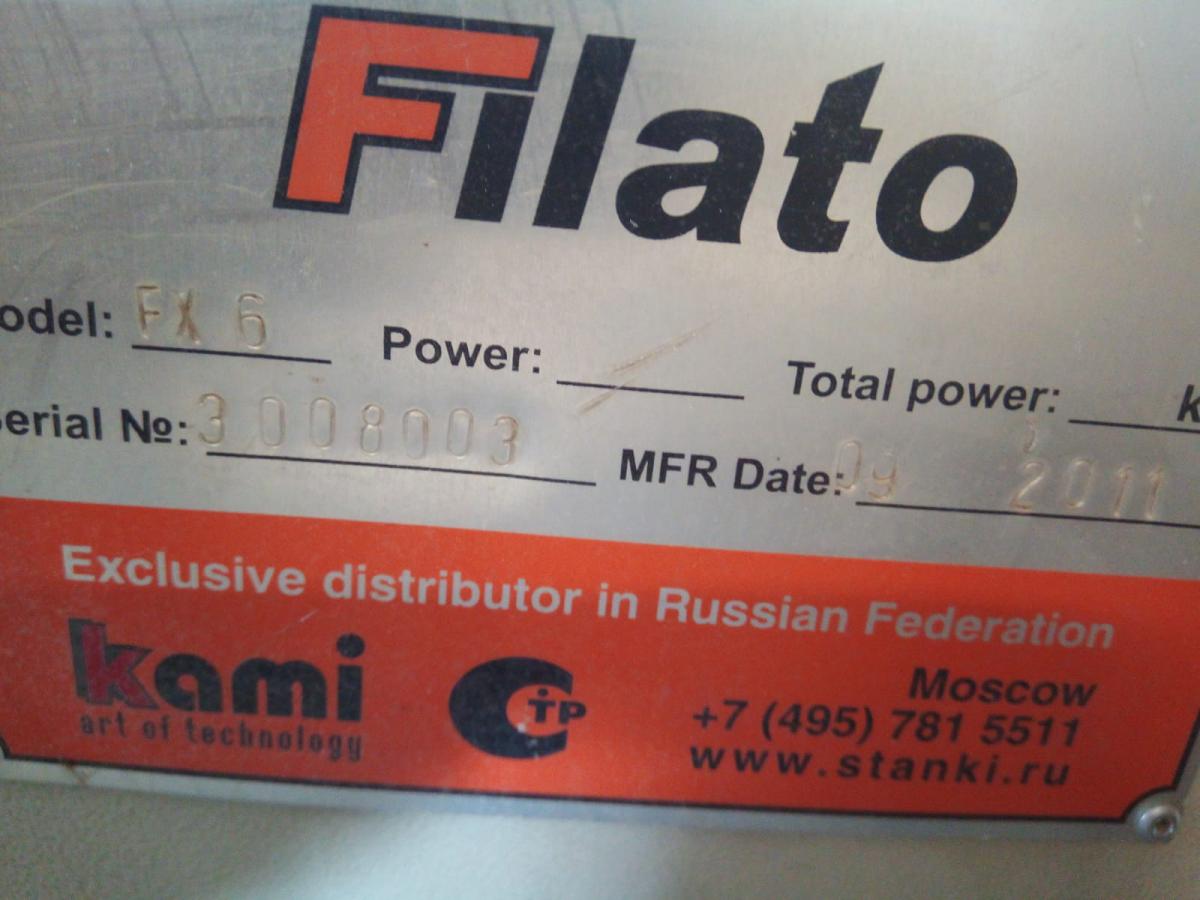 Filato
odel: FX 6 Power: Total power: k
erial №: 3008003 MFR Date: 09 2011
Exclusive distributor in Russian Federation
kami
art of technology
СТР
Moscow
+7 (495) 781 5511
www.stanki.ru